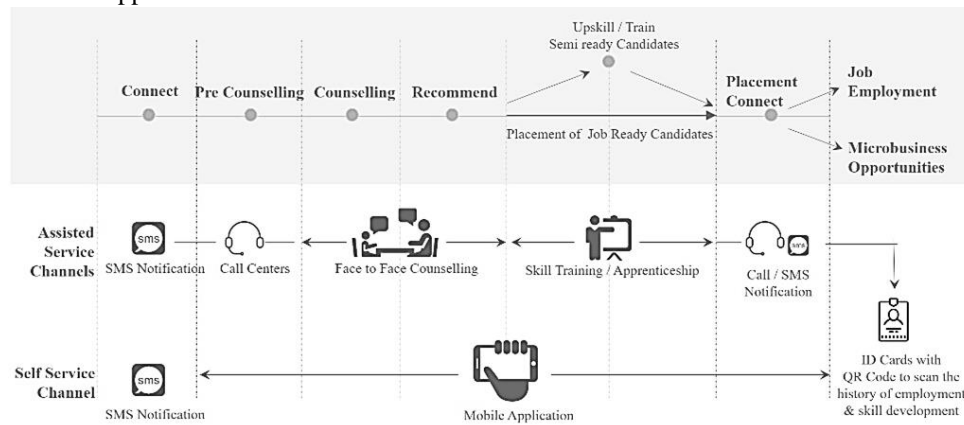 Upskill / Train
Semi ready Candidates
Connect
Pre Counselling
Counselling
Recommend
Placement
Connect
Job
Employment
Placement of Job Ready Candidates
Microbusiness
Opportunities
Assisted
Service
Channels
sms
SMS Notification
Call Centers
Face to Face Counselling
Skill Training / Apprenticeship
sms
Call / SMS
Notification
ID Cards with
QR Code to scan the
history of employment
& skill development
Self Service
Channel
sms
SMS Notification
Mobile Application